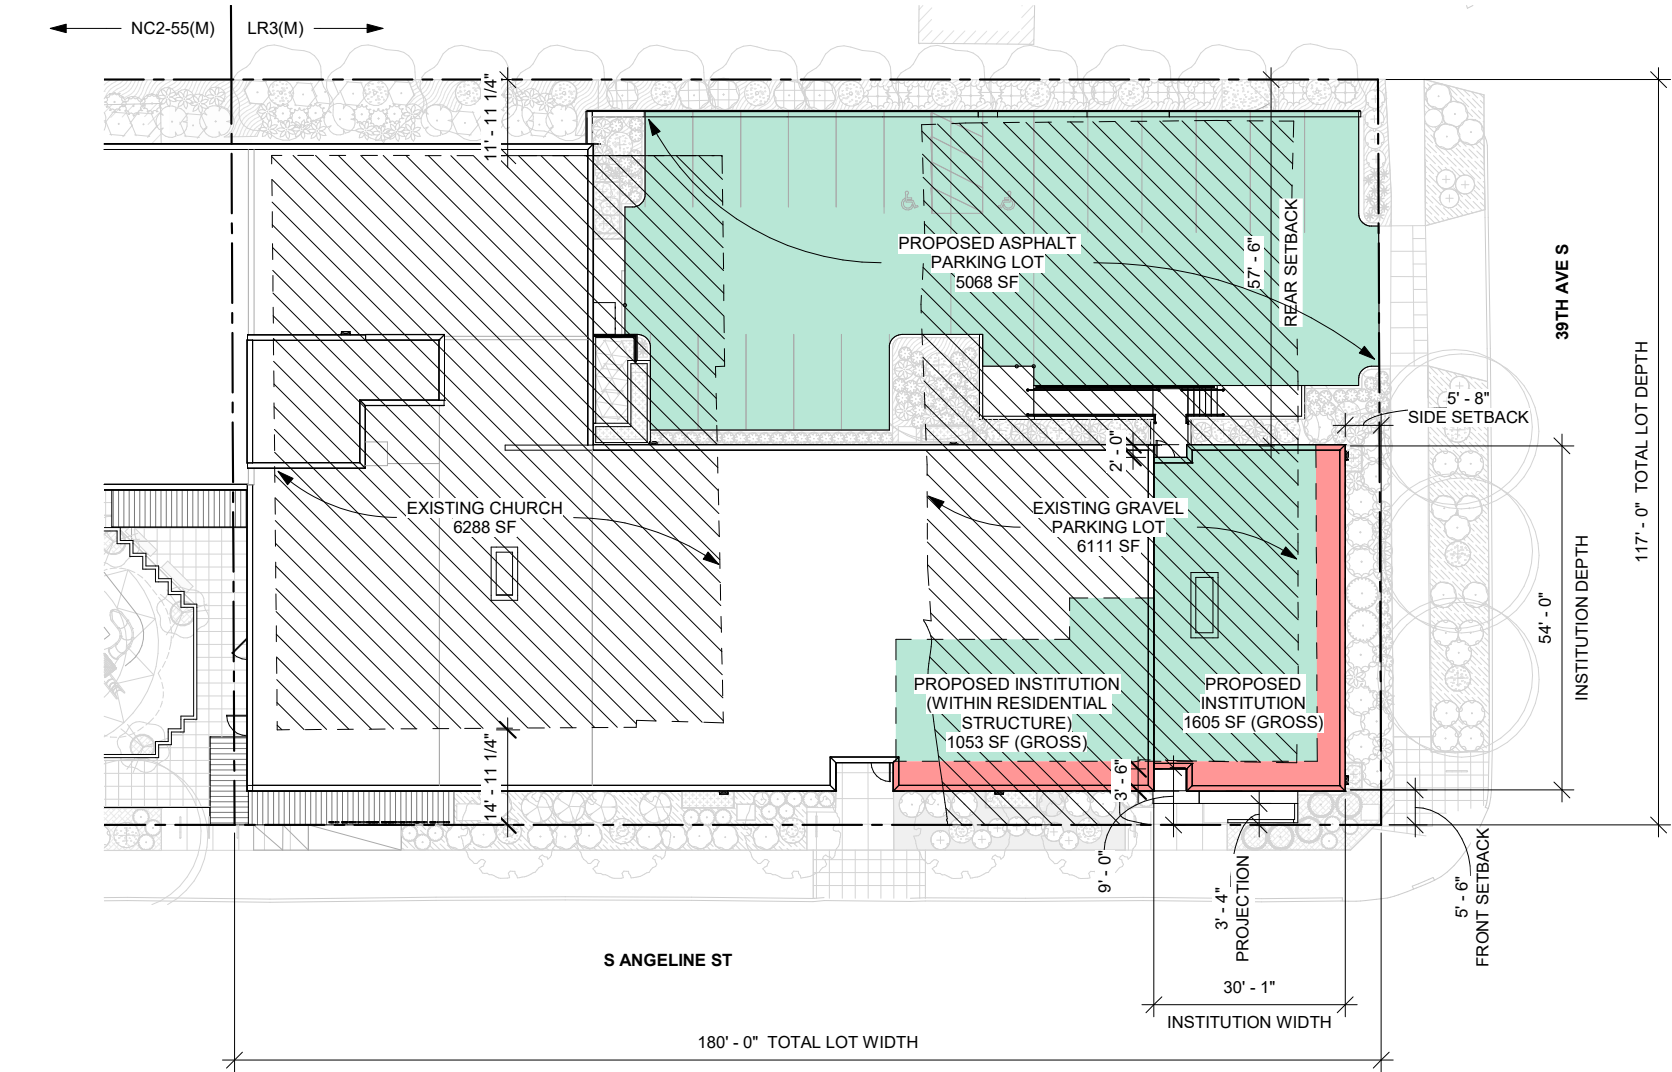 NC2-55(M)
LR3(M)
11' - 11 1/4"
PROPOSED ASPHALT
PARKING LOT
5068 SF
57' - 6"
REAR SETBACK
39TH AVE S
117' - 0" TOTAL LOT DEPTH
5' - 8"
SIDE SETBACK
2' - 0"
EXISTING CHURCH
6288 SF
EXISTING GRAVEL
PARKING LOT
6111 SF
54' - 0"
INSTITUTION DEPTH
PROPOSED INSTITUTION
(WITHIN RESIDENTIAL
STRUCTURE)
1053 SF (GROSS)
PROPOSED
INSTITUTION
1605 SF (GROSS)
14' - 11 1/4"
3' - 6"
9' - 0"
3' - 4"
PROJECTION
5' - 6"
FRONT SETBACK
S ANGELINE ST
30' - 1"
INSTITUTION WIDTH
180' - 0" TOTAL LOT WIDTH